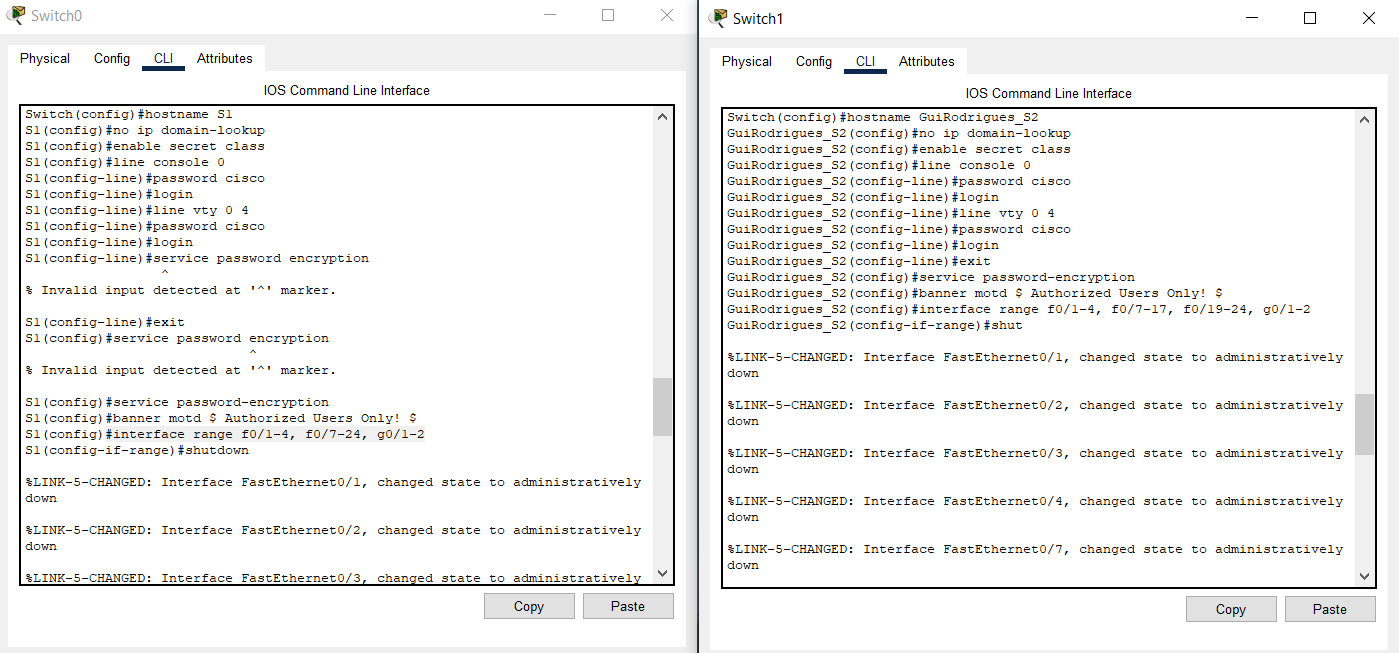 Switch0
Physical Config CLI Attributes
IOS Command Line Interface
Switch(config)#hostname S1
S1(config)#no ip domain-lookup
S1(config)#enable secret class
S1(config)#line console 0
S1(config-line)#password cisco
S1(config-line)#login
S1(config-line)#line vty 0 4
S1(config-line)#password cisco
S1(config-line)#login
S1(config-line)#service password encryption
^
% Invalid input detected at '^' marker.
S1(config-line)#exit
S1(config)#service password encryption
^
% Invalid input detected at '^' marker.
S1(config)#service password-encryption
S1(config)#banner motd $ Authorized Users Only! $
S1(config)#interface range f0/1-4, f0/7-24, g0/1-2
S1(config-if-range)#shutdown
%LINK-5-CHANGED: Interface FastEthernet0/1, changed state to administratively
down
%LINK-5-CHANGED: Interface FastEthernet0/2, changed state to administratively
down
%LINK-5-CHANGED: Interface FastEthernet0/3, changed state to administratively
Copy Paste
Switch1
Physical Config CLI Attributes
IOS Command Line Interface
Switch(config)#hostname GuiRodrigues_S2
GuiRodrigues_S2(config)#no ip domain-lookup
GuiRodrigues_S2(config)#enable secret class
GuiRodrigues_S2(config)#line console 0
GuiRodrigues_S2(config-line)#password cisco
GuiRodrigues_S2(config-line)#login
GuiRodrigues_S2(config-line)#line vty 0 4
GuiRodrigues_S2(config-line)#password cisco
GuiRodrigues_S2(config-line)#login
GuiRodrigues_S2(config-line)#exit
GuiRodrigues_S2(config)#service password-encryption
GuiRodrigues_S2(config)#banner motd $ Authorized Users Only! $
GuiRodrigues_S2(config)#interface range f0/1-4, f0/7-17, f0/19-24, g0/1-2
GuiRodrigues_S2(config-if-range)#shut
%LINK-5-CHANGED: Interface FastEthernet0/1, changed state to administratively
down
%LINK-5-CHANGED: Interface FastEthernet0/2, changed state to administratively
down
%LINK-5-CHANGED: Interface FastEthernet0/3, changed state to administratively
down
%LINK-5-CHANGED: Interface FastEthernet0/4, changed state to administratively
down
%LINK-5-CHANGED: Interface FastEthernet0/7, changed state to administratively
down
Copy Paste